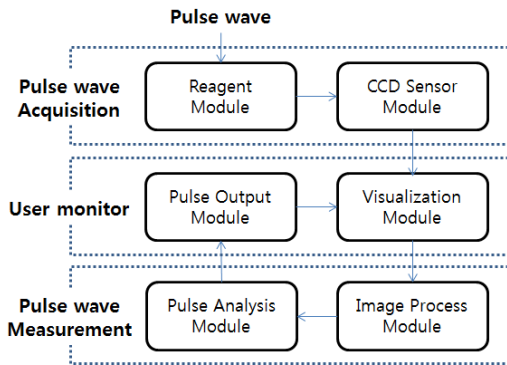 Pulse wave
Pulse wave
Acquisition
Reagent
Module
CCD Sensor
Module
User monitor
Pulse Output
Module
Visualization
Module
Pulse wave
Measurement
Pulse Analysis
Module
Image Process
Module